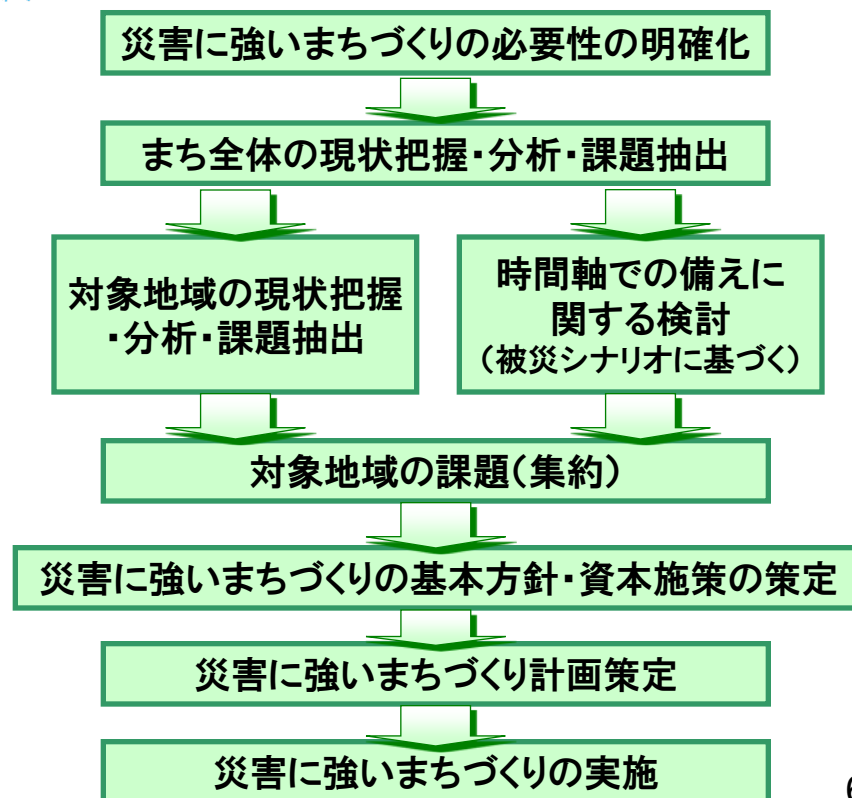 災害に強いまちづくりの必要性の明確化
まち全体の現状把握・分析・課題抽出
対象地域の現状把握
・分析・課題抽出
時間軸での備えに
関する検討
（被災シナリオに基づく）
対象地域の課題（集約）
災害に強いまちづくりの基本方針・資本施策の策定
災害に強いまちづくり計画策定
災害に強いまちづくりの実施